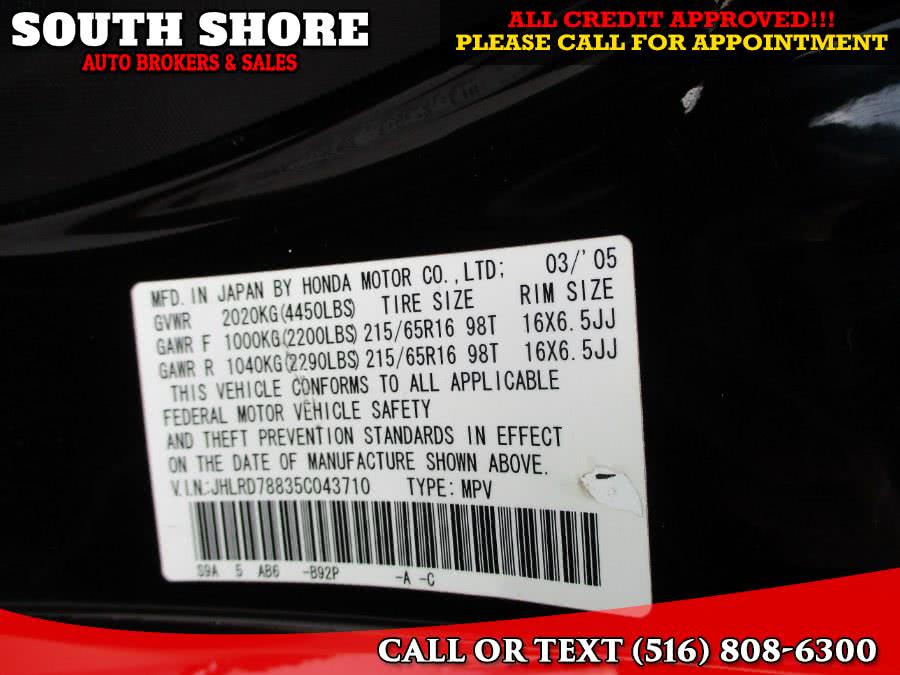 SOUTH SHORE
AUTO BROKERS & SALES
ALL CREDIT APPROVED!!!
PLEASE CALL FOR APPOINTMENT
MFD. IN JAPAN BY HONDA MOTOR CO., LTD; 03/'05
GVWR 2020KG(4450LBS) TIRE SIZE RIM SIZE
GAWR F 1000KG(2200LBS) 215/65R16 98T 16X6.5JJ
GAWR R 1040KG(2290LBS) 215/65R16 98T 16X6.5JJ
THIS VEHICLE CONFORMS TO ALL APPLICABLE
FEDERAL MOTOR VEHICLE SAFETY
AND THEFT PREVENTION STANDARDS IN EFFECT
ON THE DATE OF MANUFACTURE SHOWN ABOVE.
V.I.N.:JHLRD78835C043710 TYPE: MPV
S9A 5 AB6 -B92P -A -C
CALL OR TEXT (516) 808-6300